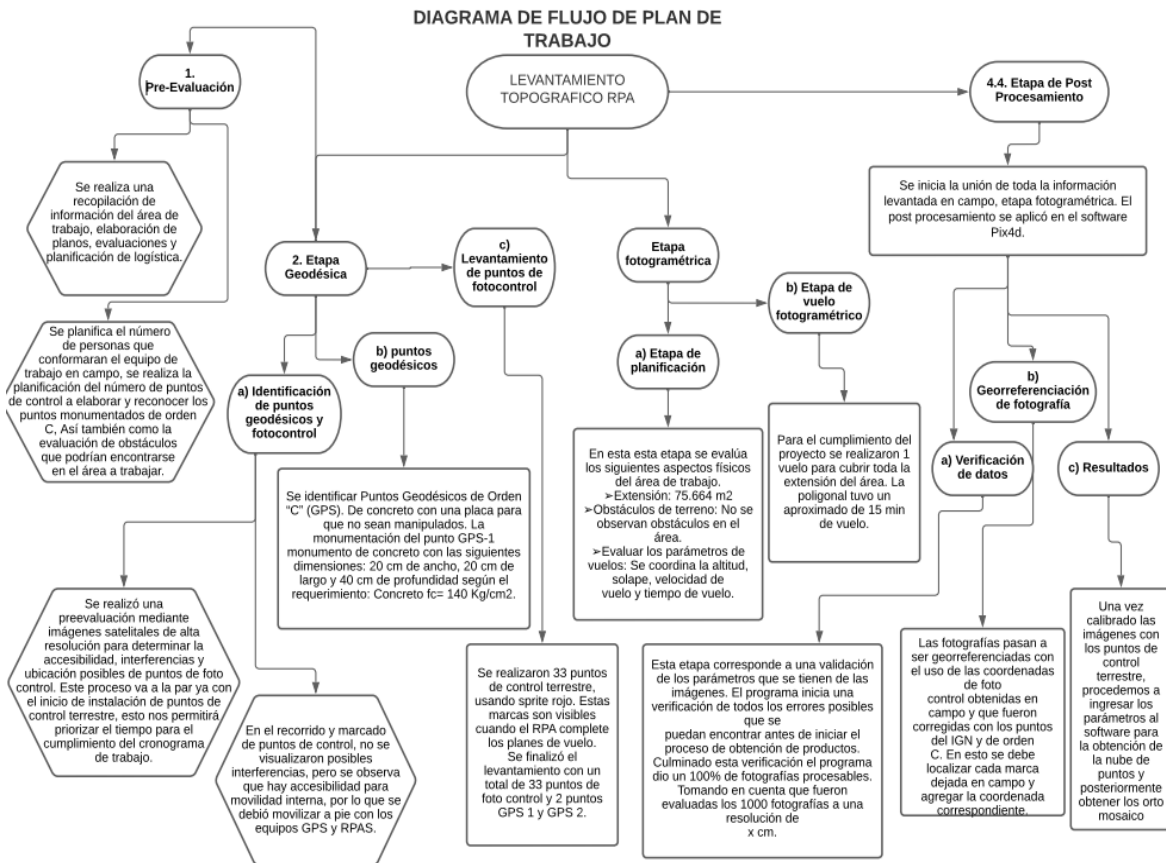 DIAGRAMA DE FLUJO DE PLAN DE
TRABAJO
LEVANTAMIENTO
TOPOGRAFICO RPA
1.
Pre-Evaluación
Se realiza una
recopilación de
información del área de
trabajo, elaboración de
planos, evaluaciones y
planificación de logística.
Se planifica el número
de personas que
conformaran el equipo de
trabajo en campo, se realiza la
planificación del número de puntos
de control a elaborar y reconocer los
puntos monumentados de orden
C, Así también como la
evaluación de obstáculos
que podrían encontrarse
en el área a trabajar.
2. Etapa
Geodésica
a) Identificación
de puntos
geodésicos y
fotocontrol
Se realizó una
preevaluación mediante
imágenes satelitales de alta
resolución para determinar la
accesibilidad, interferencias y
ubicación posibles de puntos de foto
control. Este proceso va a la par ya con
el inicio de instalación de puntos de
control terrestre, esto nos permitirá
priorizar el tiempo para el
cumplimiento del cronograma
de trabajo.
En el recorrido y marcado
de puntos de control, no se
visualizaron posibles
interferencias, pero se observa
que hay accesibilidad para
movilidad interna, por lo que se
debió movilizar a pie con los
equipos GPS y RPAS.
b) puntos
geodésicos
Se identificar Puntos Geodésicos de Orden
“C” (GPS). De concreto con una placa para
que no sean manipulados. La
monumentación del punto GPS-1
monumento de concreto con las siguientes
dimensiones: 20 cm de ancho, 20 cm de
largo y 40 cm de profundidad según el
requerimiento: Concreto fc= 140 Kg/cm2.
c)
Levantamiento
de puntos de
fotocontrol
Se realizaron 33 puntos
de control terrestre,
usando sprite rojo. Estas
marcas son visibles
cuando el RPA complete
los planes de vuelo.
Se finalizó el
levantamiento con un
total de 33 puntos de
foto control y 2 puntos
GPS 1 y GPS 2.
Etapa
fotogramétrica
a) Etapa de
planificación
En esta esta etapa se evalúa
los siguientes aspectos físicos
del área de trabajo.
➢Extensión: 75.664 m2
➢Obstáculos de terreno: No se
observan obstáculos en el
área.
➢Evaluar los parámetros de
vuelos: Se coordina la altitud,
solape, velocidad de
vuelo y tiempo de vuelo.
b) Etapa de
vuelo
fotogramétrico
Para el cumplimiento del
proyecto se realizaron 1
vuelo para cubrir toda la
extensión del área. La
poligonal tuvo un
aproximado de 15 min
de vuelo.
4.4. Etapa de Post
Procesamiento
Se inicia la unión de toda la información
levantada en campo, etapa fotogramétrica. El
post procesamiento se aplicó en el software
Pix4d.
a) Verificación
de datos
Esta etapa corresponde a una validación
de los parámetros que se tienen de las
imágenes. El programa inicia una
verificación de todos los errores posibles
que se
puedan encontrar antes de iniciar el
proceso de obtención de productos.
Culminado esta verificación el programa
dio un 100% de fotografías procesables.
Tomando en cuenta que fueron
evaluadas los 1000 fotografías a una
resolución de
x cm.
b)
Georreferenciación
de fotografía
Las fotografías pasan a
ser georreferenciadas con
el uso de las coordenadas
de foto
control obtenidas en
campo y que fueron
corregidas con los puntos
del IGN y de orden
C. En esto se debe
localizar cada marca
dejada en campo y
agregar la coordenada
correspondiente.
c) Resultados
Una vez
calibrado las
imágenes con
los puntos de
control
terrestre,
procedemos a
ingresar los
parámetros al
software para
la obtención de
la nube de
puntos y
posteriormente
obtener los orto
mosaico